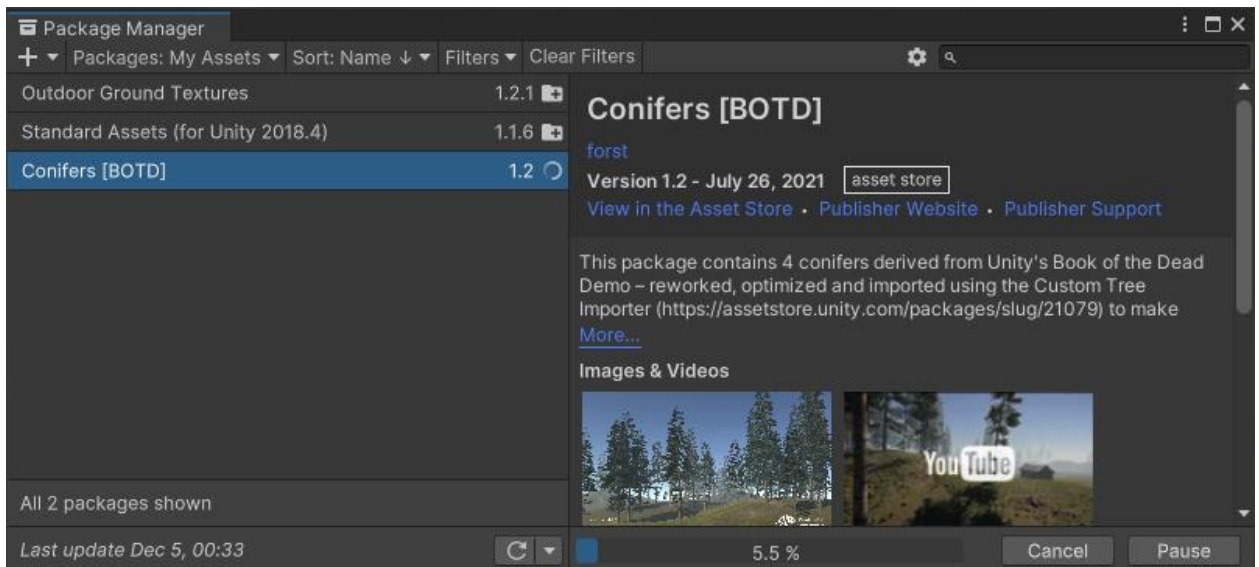 Package Manager
Packages: My Assets Sort: Name ↓ Filters Clear Filters
Outdoor Ground Textures 1.2.1
Standard Assets (for Unity 2018.4) 1.1.6
Conifers [BOTD] 1.2
All 2 packages shown
Last update Dec 5, 00:33
Conifers [BOTD]
forst
Version 1.2 - July 26, 2021 asset store
View in the Asset Store • Publisher Website • Publisher Support
This package contains 4 conifers derived from Unity's Book of the Dead
Demo – reworked, optimized and imported using the Custom Tree
Importer (https://assetstore.unity.com/packages/slug/21079) to make
More...
Images & Videos
YouTube
5.5 % Cancel Pause